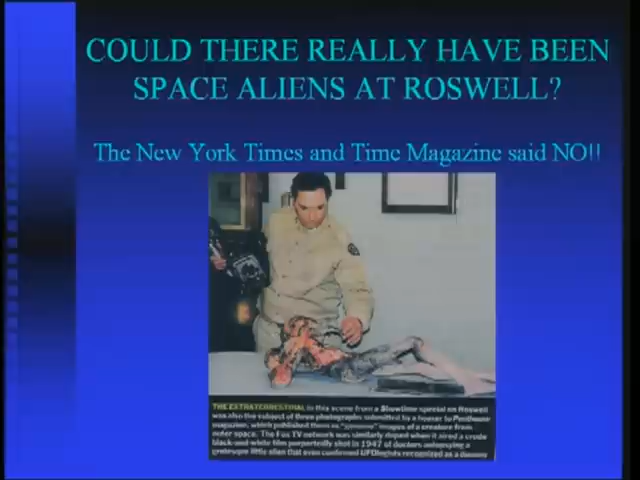 COULD THERE REALLY HAVE BEEN
SPACE ALIENS AT ROSWELL?
The New York Times and Time Magazine said NO!!
THE EXTRATERRESTRIAL In this scene from a Showtime special on Roswell
was also the subject of three photographs submitted by a hoaxer to Penthouse
magazine, which published them as "genuine" images of a creature from
outer space. The Fox TV network was similarly duped when it aired a crude
black-and-white film purportedly shot in 1947 of doctors autopsying a
grotesque little alien that even confirmed UFOlogists recognized as a dummy